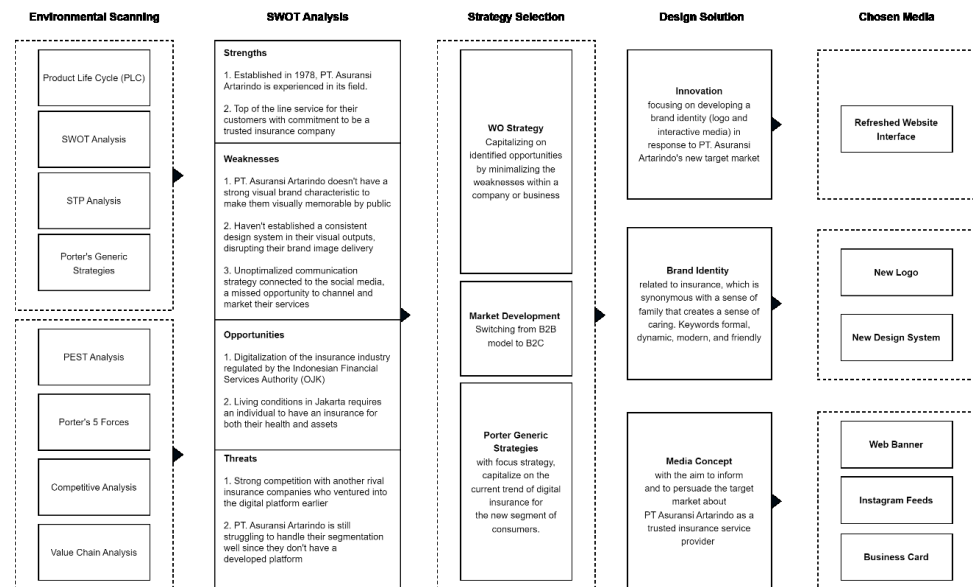 Environmental Scanning
SWOT Analysis
Strategy Selection
Design Solution
Chosen Media
Product Life Cycle (PLC)
SWOT Analysis
STP Analysis
Porter's Generic
Strategies
PEST Analysis
Porter's 5 Forces
Competitive Analysis
Value Chain Analysis
Strengths
1. Established in 1978, PT. Asuransi
Artarindo is experienced in its field.
2. Top of the line service for their
customers with commitment to be a
trusted insurance company
Weaknesses
1. PT. Asuransi Artarindo doesn't have a
strong visual brand characteristic to
make them visually memorable by public
2. Haven't established a consistent
design system in their visual outputs,
disrupting their brand image delivery
3. Unoptimalized communication
strategy connected to the social media,
a missed opportunity to channel and
market their services
Opportunities
1. Digitalization of the insurance industry
regulated by the Indonesian Financial
Services Authority (OJK)
2. Living conditions in Jakarta requires
an individual to have an insurance for
both their health and assets
Threats
1. Strong competition with another rival
insurance companies who ventured into
the digital platform earlier
2. PT. Asuransi Artarindo is still
struggling to handle their segmentation
well since they don't have a
developed platform
WO Strategy
Capitalizing on
identified opportunities
by minimalizing the
weaknesses within a
company or business
Market Development
Switching from B2B
model to B2C
Porter Generic
Strategies
with focus strategy,
capitalize on the
current trend of digital
insurance for
the new segment of
consumers.
Innovation
focusing on developing a
brand identity (logo and
interactive media) in
response to PT. Asuransi
Artarindo's new target market
Brand Identity
related to insurance, which is
synonymous with a sense of
family that creates a sense of
caring. Keywords formal,
dynamic, modern, and friendly
Media Concept
with the aim to inform
and to persuade the target
market about
PT Asuransi Artarindo as a
trusted insurance service
provider
Refreshed Website
Interface
New Logo
New Design System
Web Banner
Instagram Feeds
Business Card